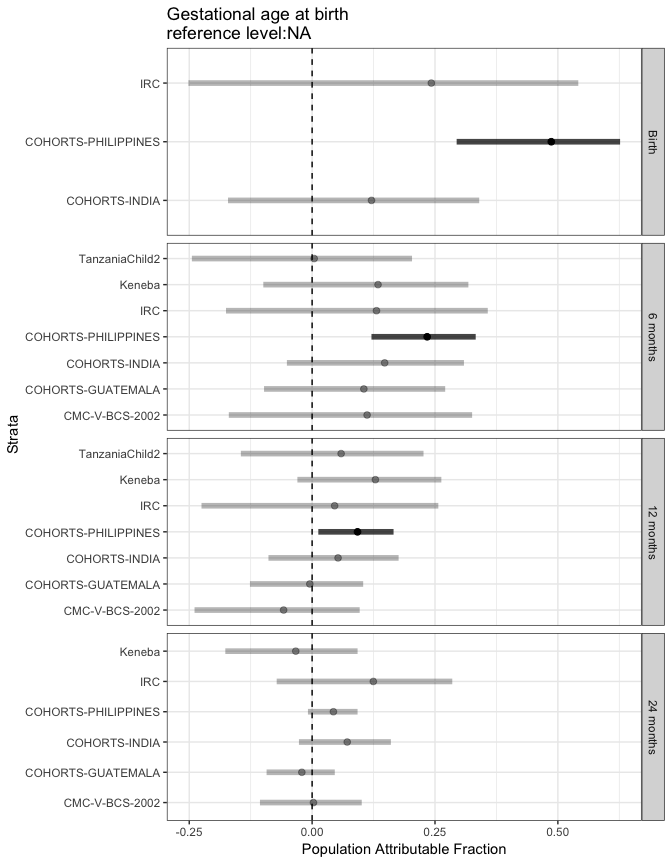 Gestational age at birth
reference level:NA
IRC
COHORTS-PHILIPPINES
COHORTS-INDIA
Birth
TanzaniaChild2
Keneba
IRC
COHORTS-PHILIPPINES
COHORTS-INDIA
COHORTS-GUATEMALA
CMC-V-BCS-2002
6 months
Strata
TanzaniaChild2
Keneba
IRC
COHORTS-PHILIPPINES
COHORTS-INDIA
COHORTS-GUATEMALA
CMC-V-BCS-2002
12 months
Keneba
IRC
COHORTS-PHILIPPINES
COHORTS-INDIA
COHORTS-GUATEMALA
CMC-V-BCS-2002
24 months
-0.25 0.00 0.25 0.50
Population Attributable Fraction